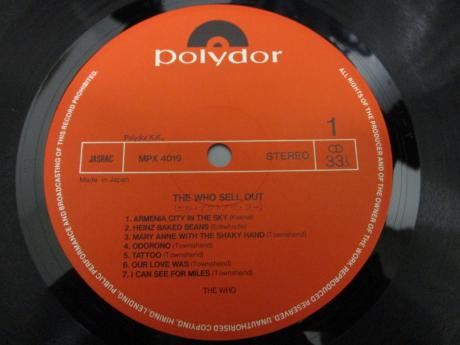 polydor
Polydor K.K.
1
JASRAC
MPX 4019
STEREO
33⅓
Made in Japan
THE WHO SELL OUT
1. ARMENIA CITY IN THE SKY (Keene)
2. HEINZ BAKED BEANS (Entwhistle)
3. MARY ANNE WITH THE SHAKY HAND (Townshend)
4. ODORONO (Townshend)
5. TATTOO (Townshend)
6. OUR LOVE WAS (Townshend)
7. I CAN SEE FOR MILES (Townshend)
THE WHO
ALL RIGHTS OF THE PRODUCER AND OF THE OWNER OF THE WORK REPRODUCED RESERVED. UNAUTHORISED COPYING, HIRING, LENDING, PUBLIC PERFORMANCE AND BROADCASTING OF THIS RECORD PROHIBITED.